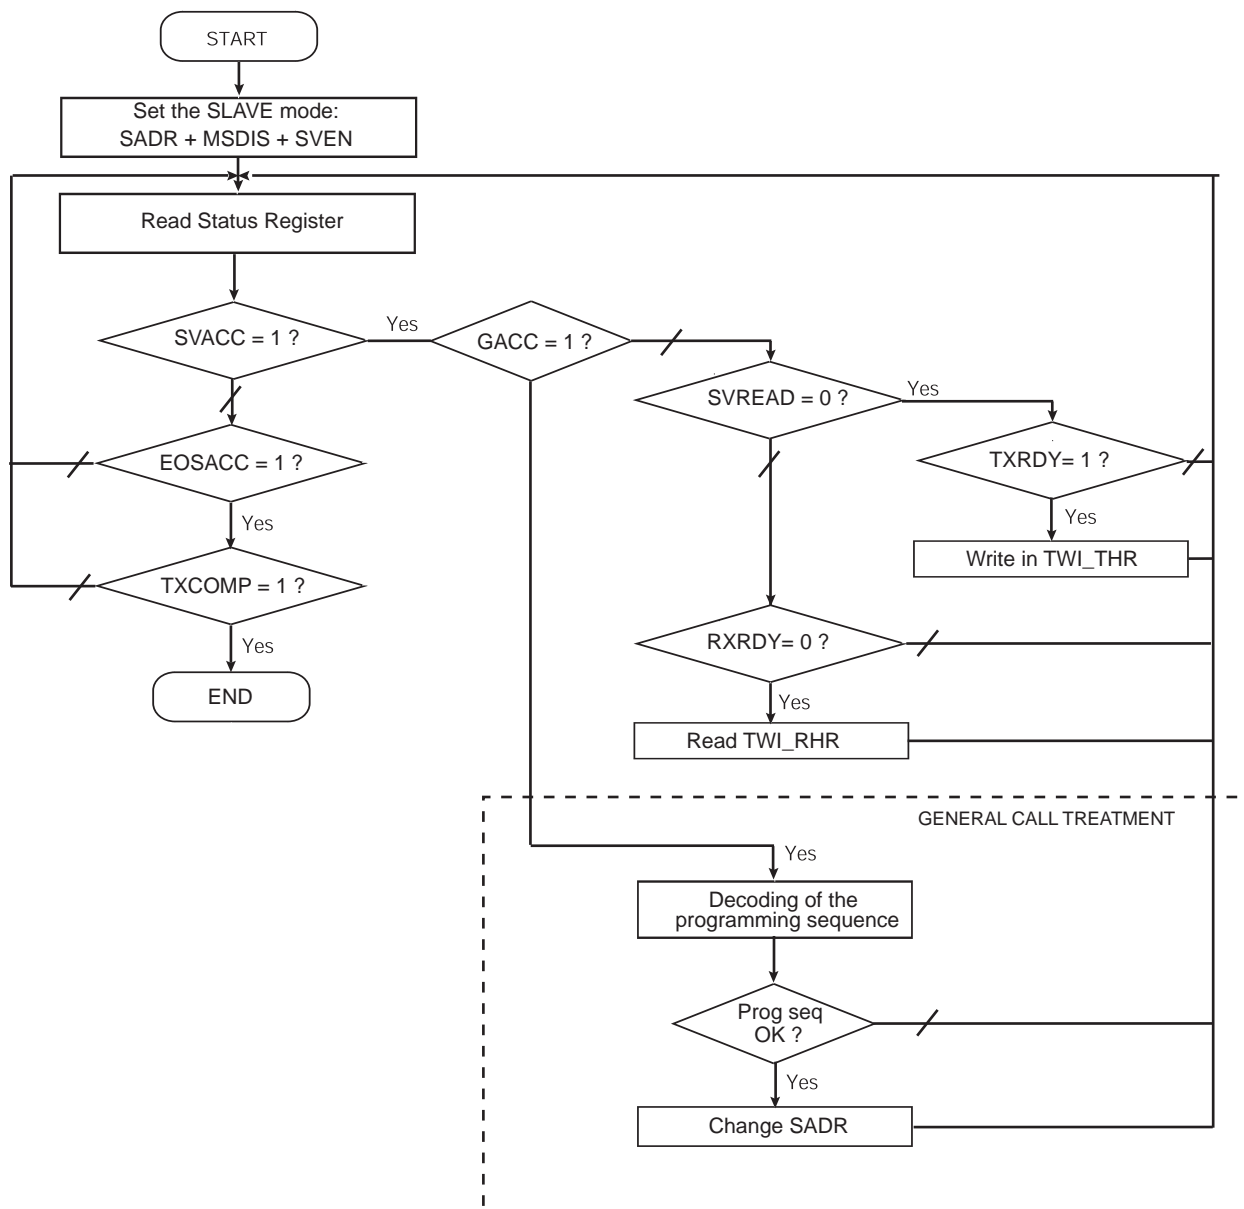 START
Set the SLAVE mode:
SADR + MSDIS + SVEN
Read Status Register
SVACC = 1 ?
Yes
GACC = 1 ?
SVREAD = 0 ?
Yes
EOSACC = 1 ?
TXRDY= 1 ?
Yes
Yes
Write in TWI_THR
TXCOMP = 1 ?
Yes
RXRDY= 0 ?
END
Yes
Read TWI_RHR
GENERAL CALL TREATMENT
Yes
Decoding of the
programming sequence
Prog seq
OK ?
Yes
Change SADR